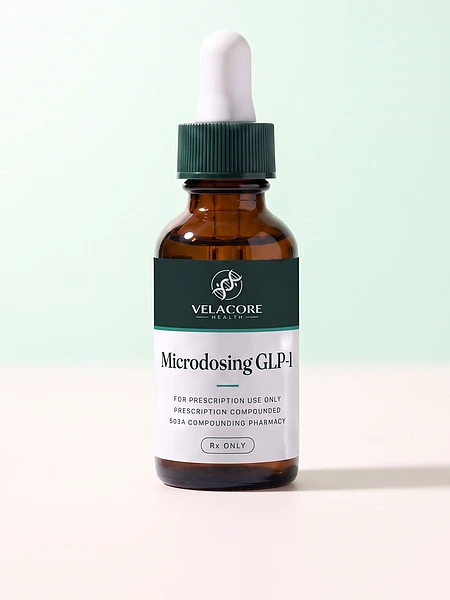 VELACORE
HEALTH
Microdosing GLP-1
FOR PRESCRIPTION USE ONLY
PRESCRIPTION COMPOUNDED
503A COMPOUNDING PHARMACY
Rx ONLY